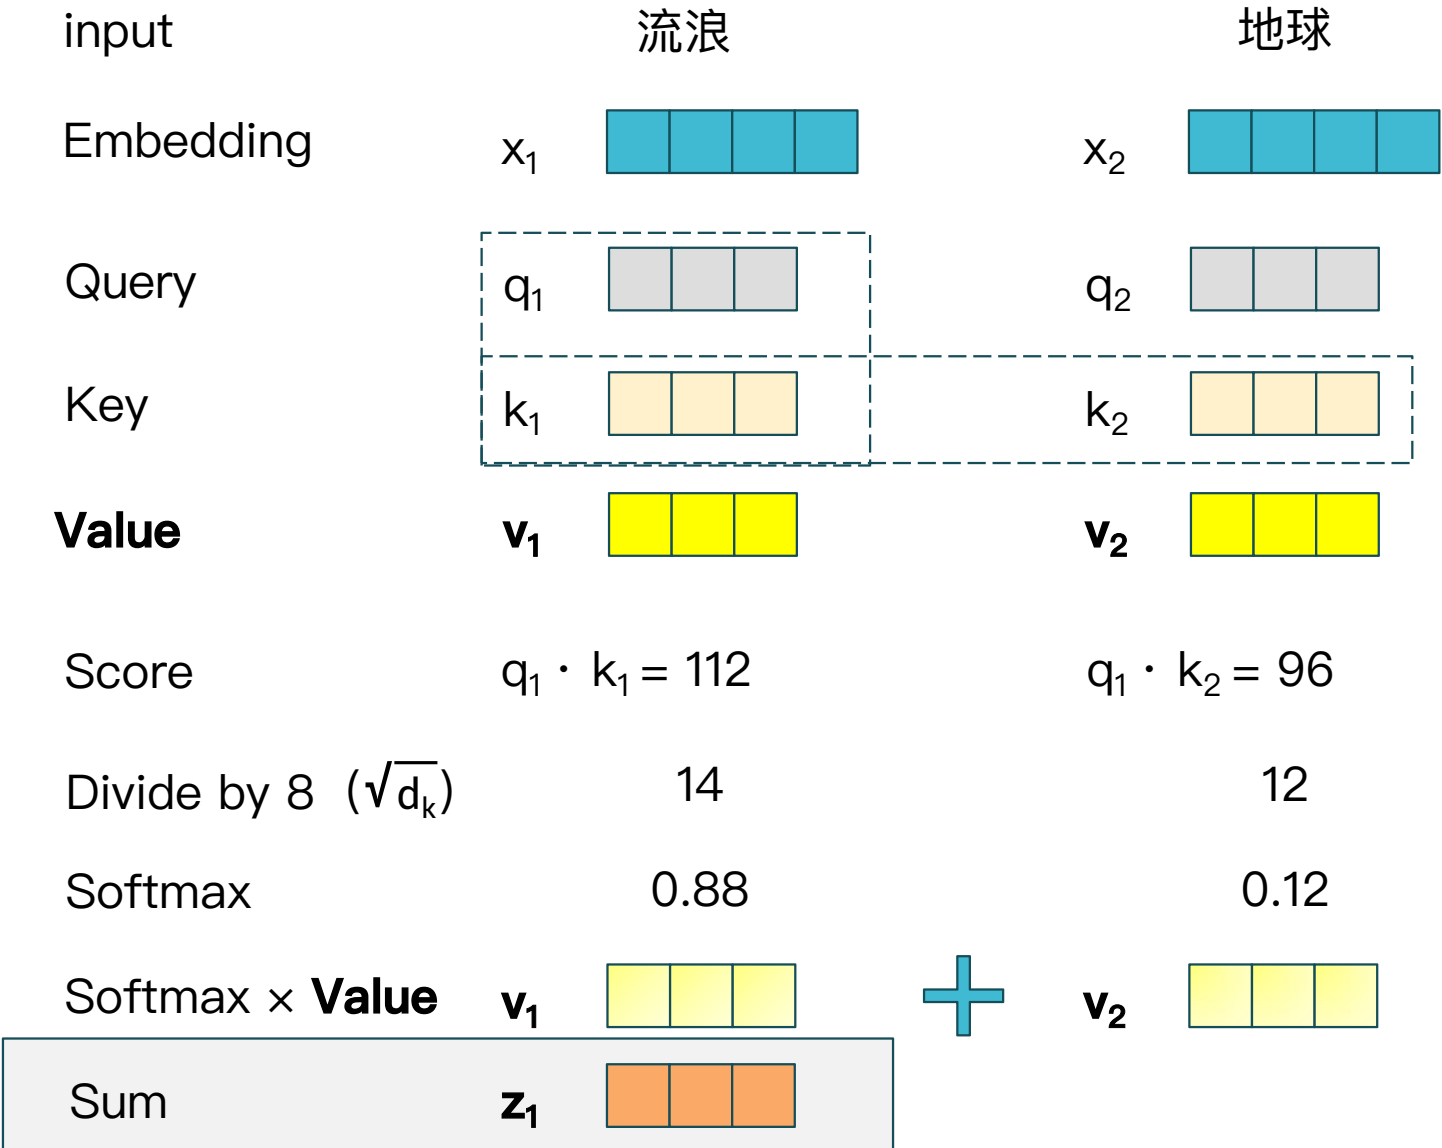 input 流浪 地球
Embedding x₁ x₂
Query q₁ q₂
Key k₁ k₂
Value v₁ v₂
Score q₁ · k₁ = 112 q₁ · k₂ = 96
Divide by 8 (√dₖ) 14 12
Softmax 0.88 0.12
Softmax × Value v₁ + v₂
Sum z₁